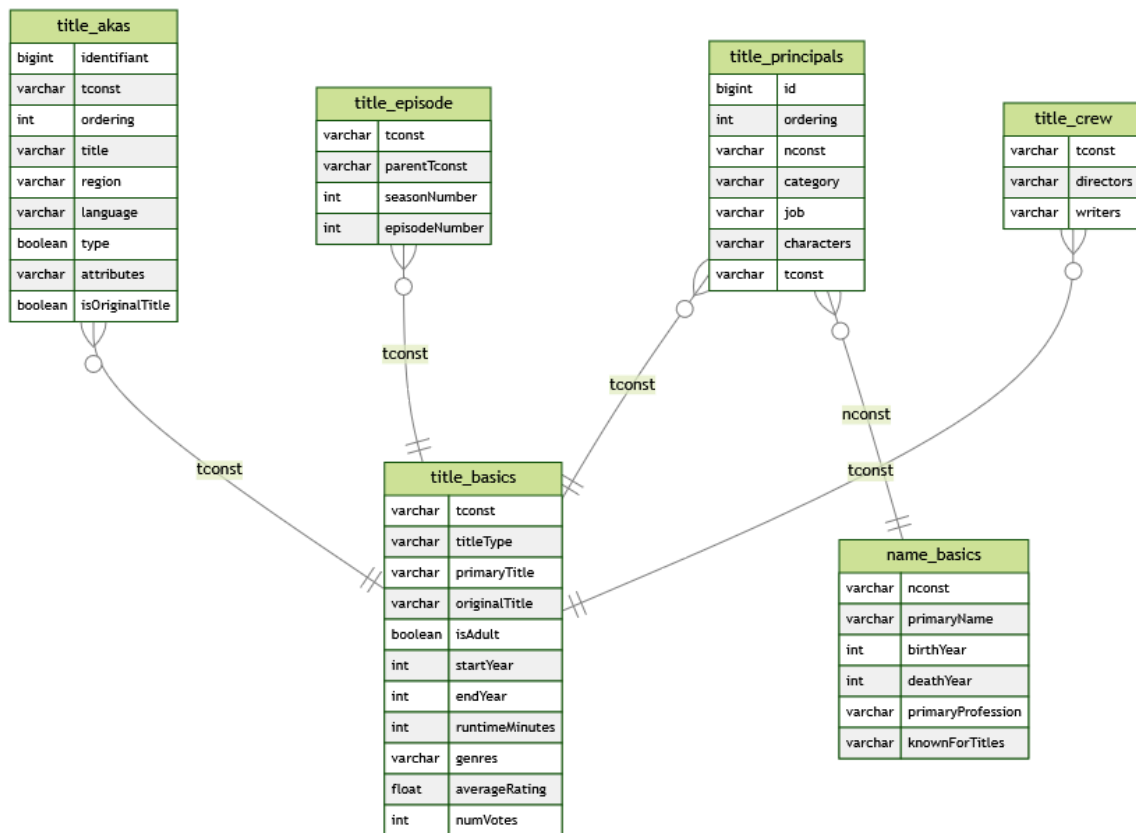 title_akas
bigint identifiant
varchar tconst
int ordering
varchar title
varchar region
varchar language
boolean type
varchar attributes
boolean isOriginalTitle
title_episode
varchar tconst
varchar parentTconst
int seasonNumber
int episodeNumber
title_principals
bigint id
int ordering
varchar nconst
varchar category
varchar job
varchar characters
varchar tconst
title_crew
varchar tconst
varchar directors
varchar writers
tconst
tconst
nconst
tconst
tconst
title_basics
varchar tconst
varchar titleType
varchar primaryTitle
varchar originalTitle
boolean isAdult
int startYear
int endYear
int runtimeMinutes
varchar genres
float averageRating
int numVotes
name_basics
varchar nconst
varchar primaryName
int birthYear
int deathYear
varchar primaryProfession
varchar knownForTitles